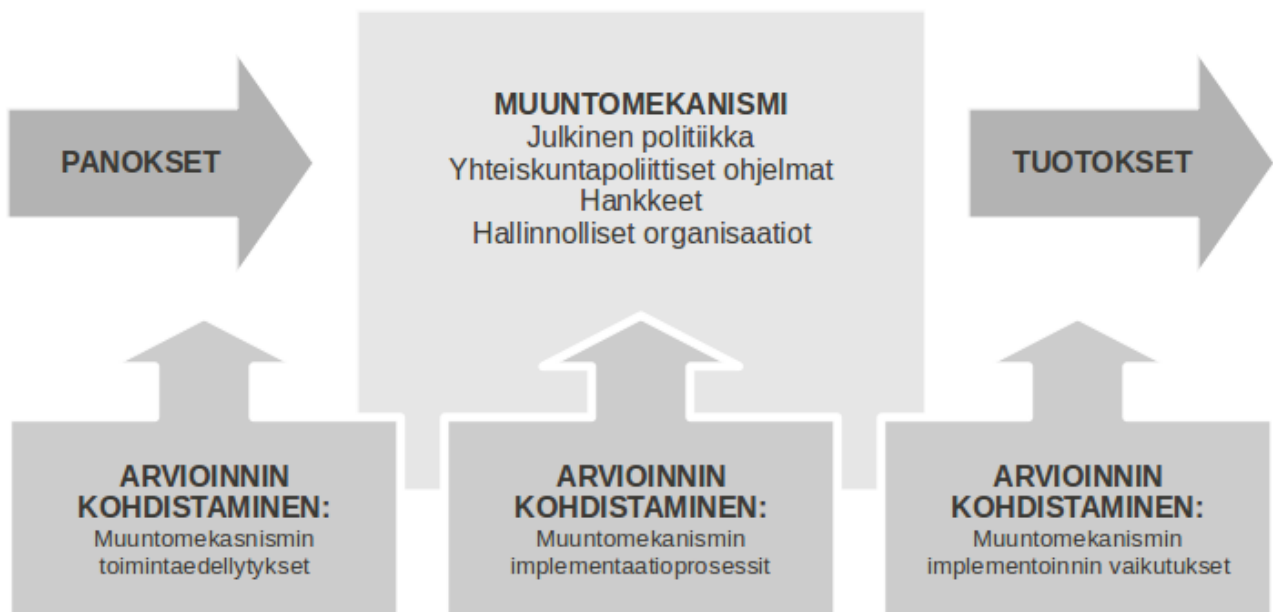 PANOKSET
MUUNTOMEKANISMI
Julkinen politiikka
Yhteiskuntapoliittiset ohjelmat
Hankkeet
Hallinnolliset organisaatiot
TUOTOKSET
ARVIOINNIN
KOHDISTAMINEN:
Muuntomekasnismin
toimintaedellytykset
ARVIOINNIN
KOHDISTAMINEN:
Muuntomekanismin
implementaatioprosessit
ARVIOINNIN
KOHDISTAMINEN:
Muuntomekanismin
implementoinnin vaikutukset